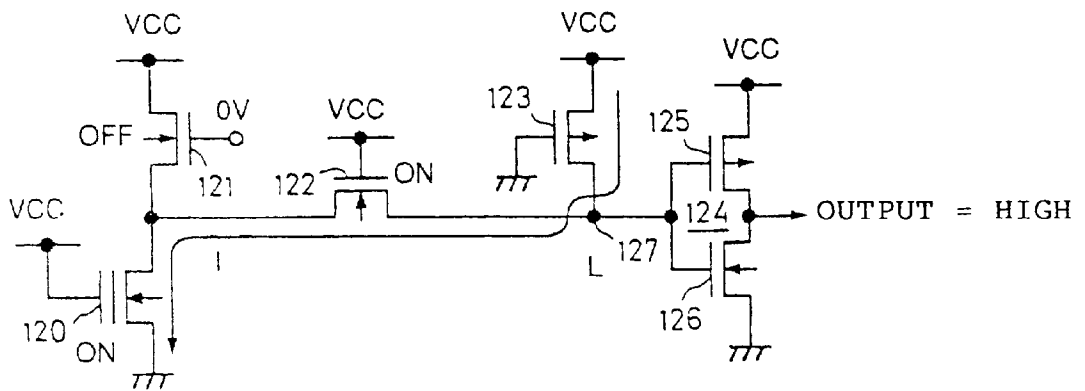 VCC
VCC
VCC
123
125
0V
OFF
VCC
121
122
ON
VCC
124
OUTPUT = HIGH
I
L
127
120
126
ON